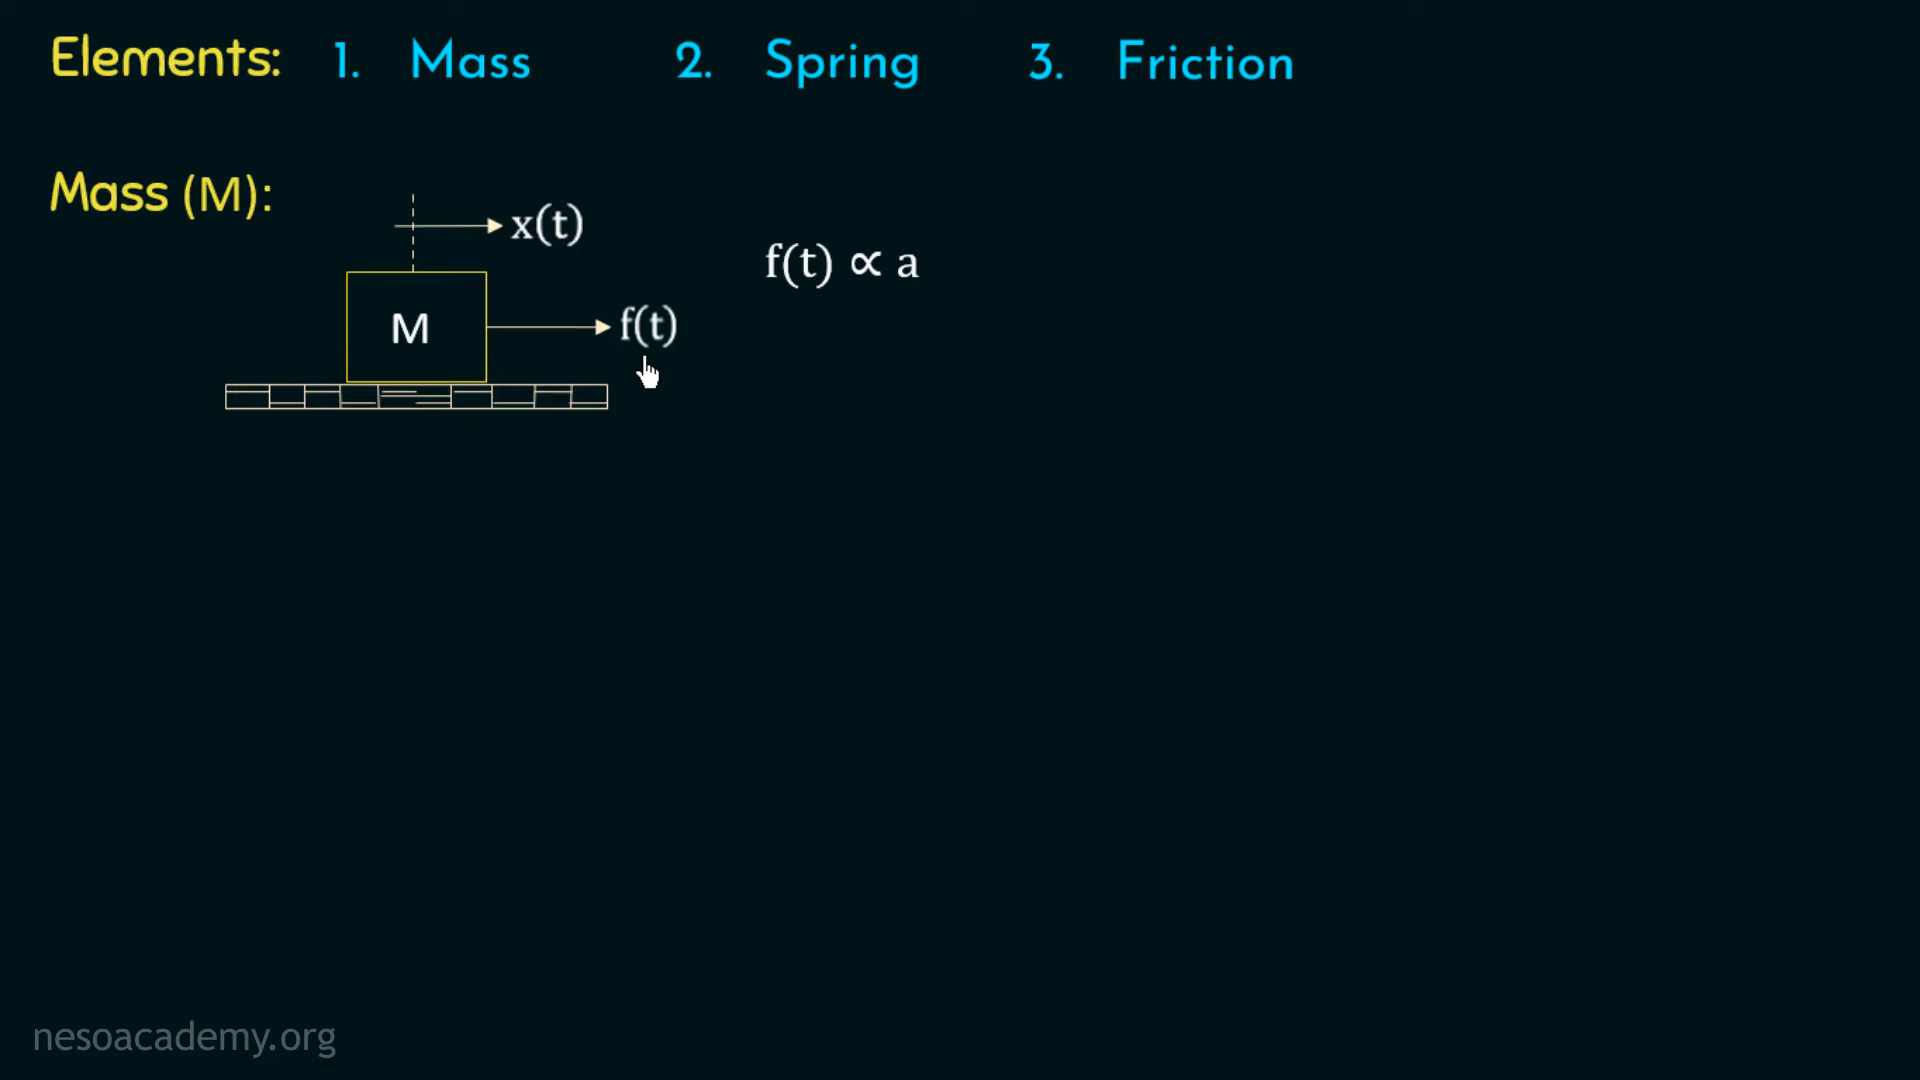 Elements: 1. Mass 2. Spring 3. Friction
Mass (M):
x(t)
f(t) ∝ a
M
f(t)
nesoacademy.org